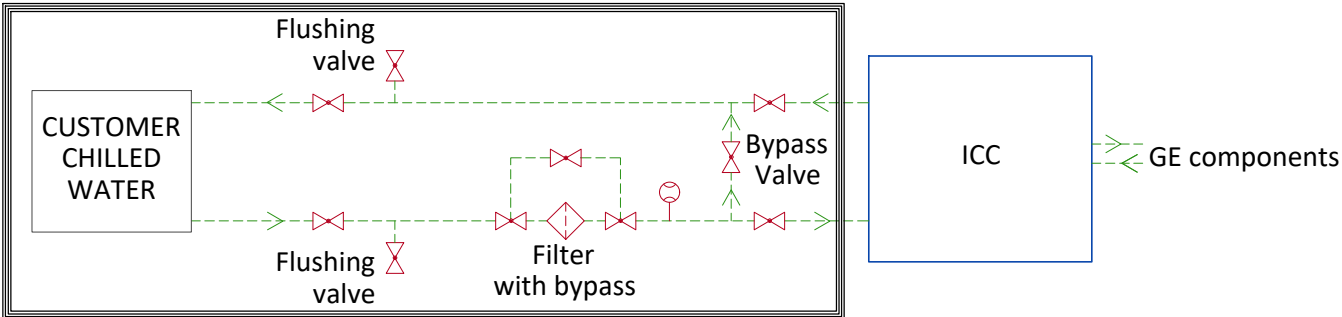 Flushing
valve
CUSTOMER
CHILLED
WATER
Bypass
Valve
ICC
GE components
Flushing
valve
Filter
with bypass